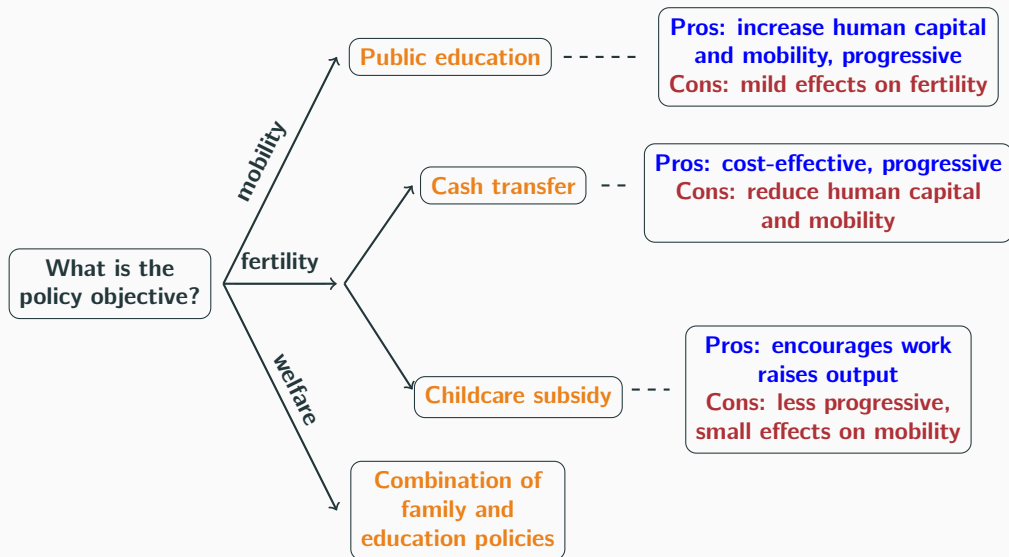 Public education
Pros: increase human capital
and mobility, progressive
Cons: mild effects on fertility
mobility
Cash transfer
Pros: cost-effective, progressive
Cons: reduce human capital
and mobility
What is the
policy objective?
fertility
welfare
Childcare subsidy
Pros: encourages work
raises output
Cons: less progressive,
small effects on mobility
Combination of
family and
education policies